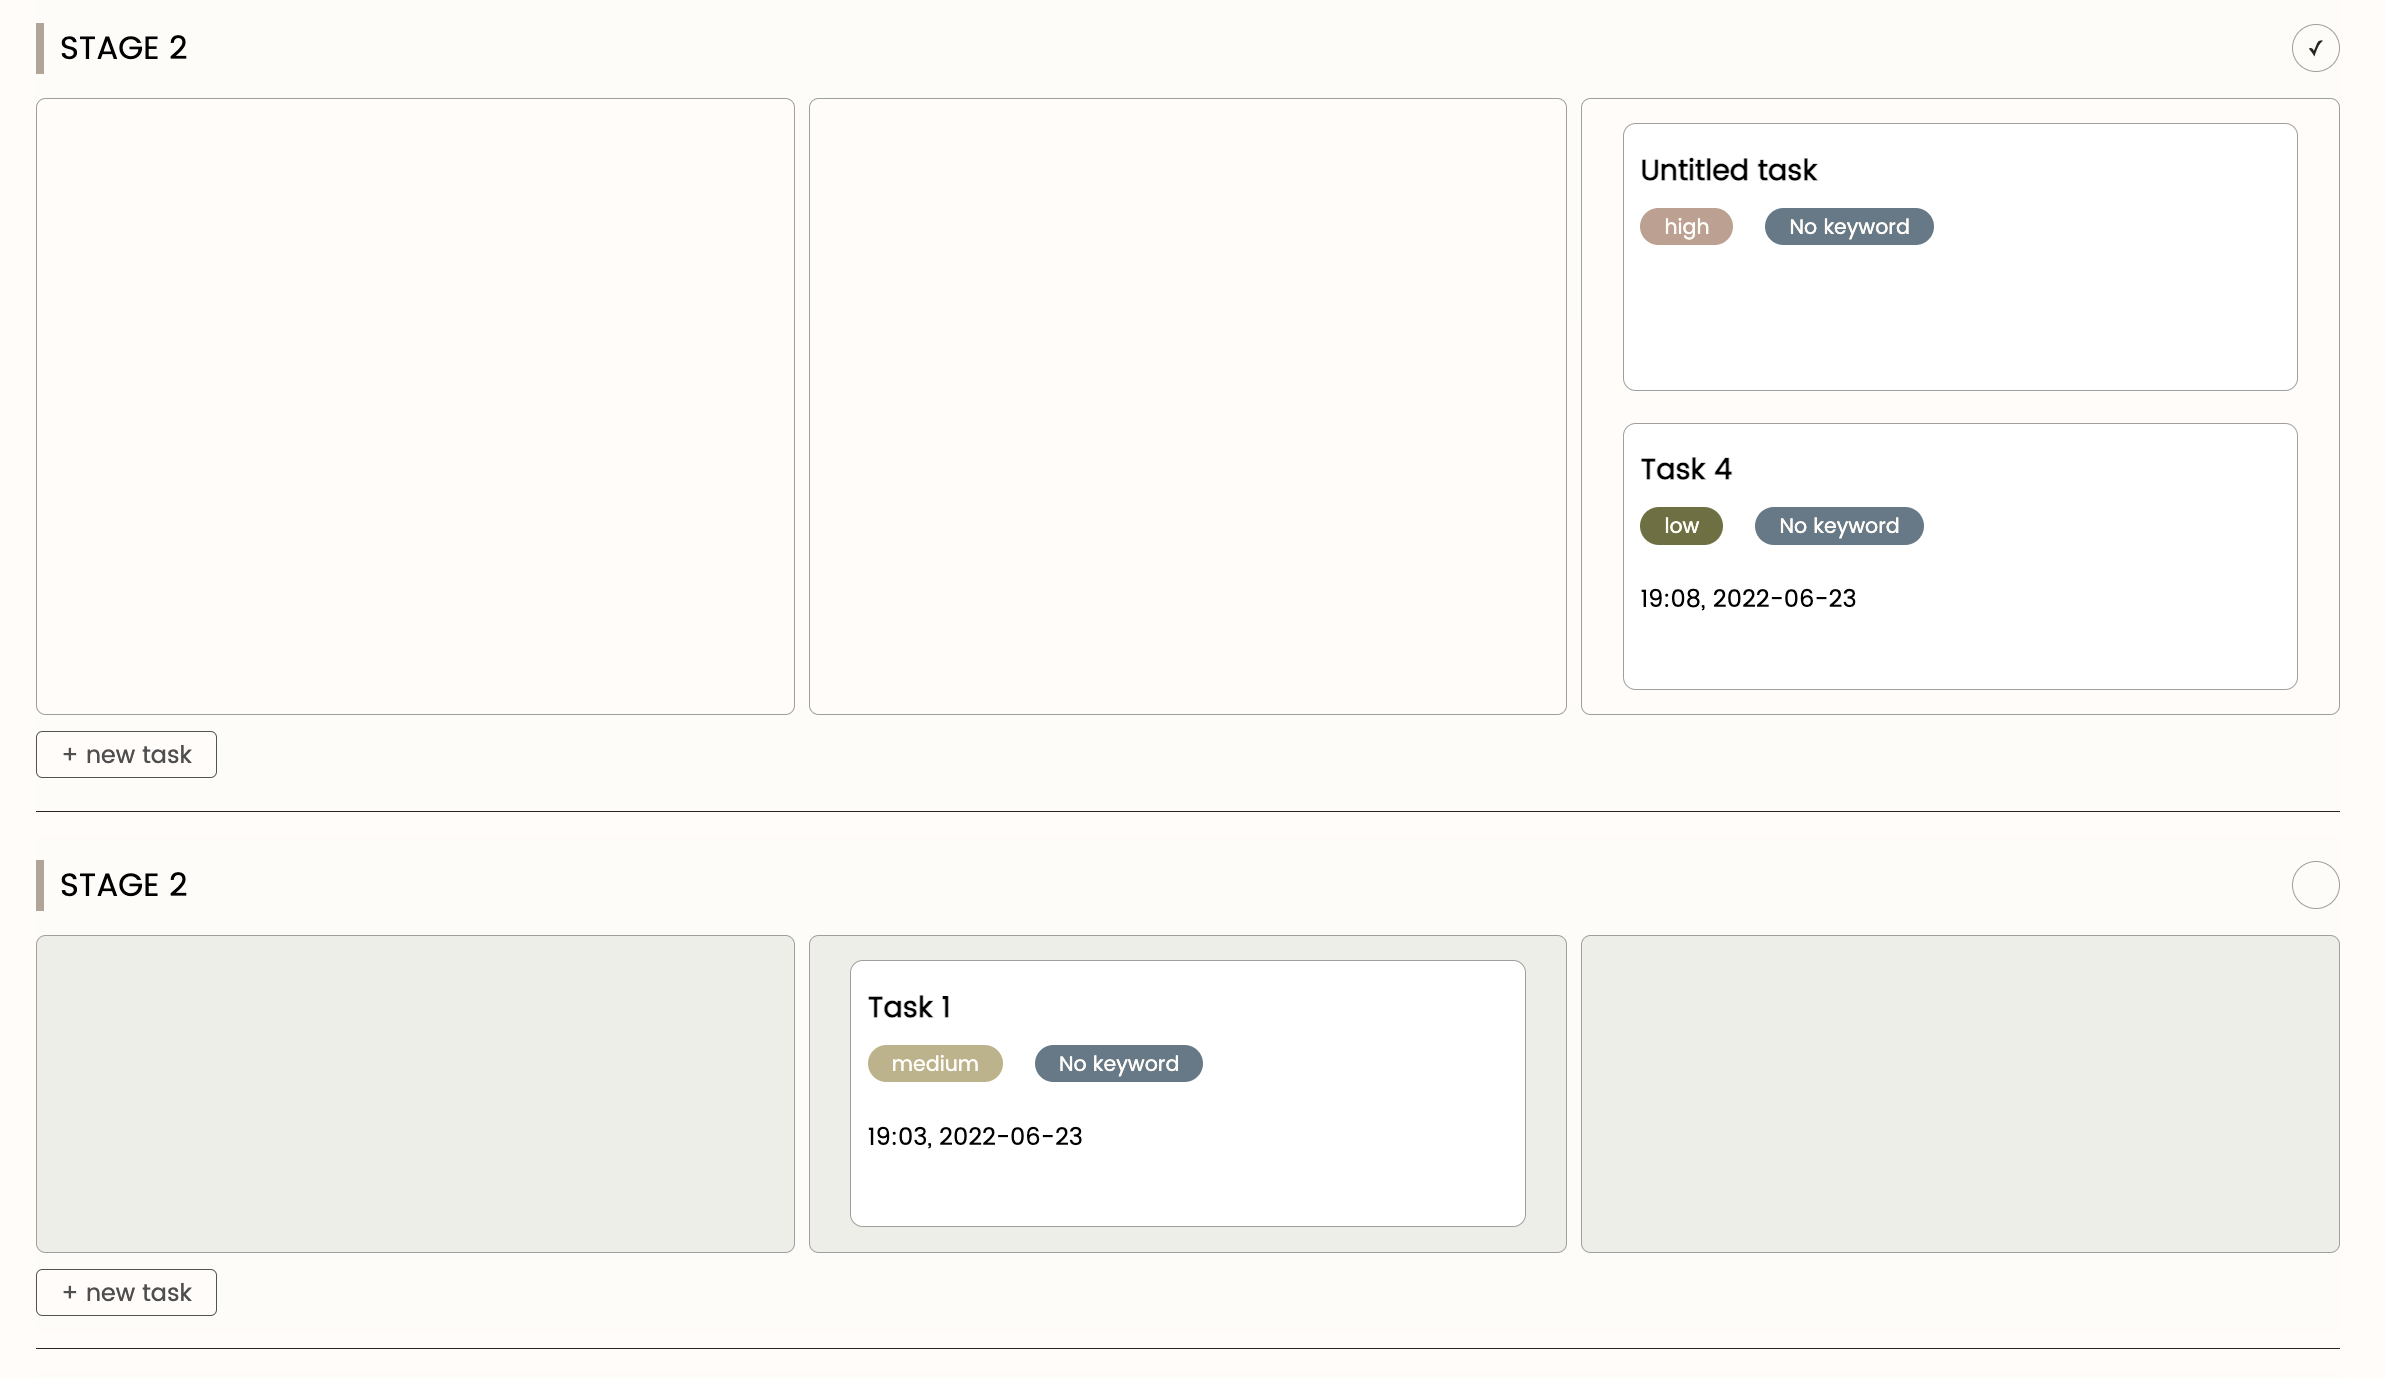 STAGE 2
✓
Untitled task
high No keyword
Task 4
low No keyword
19:08, 2022-06-23
+ new task
STAGE 2
Task 1
medium No keyword
19:03, 2022-06-23
+ new task